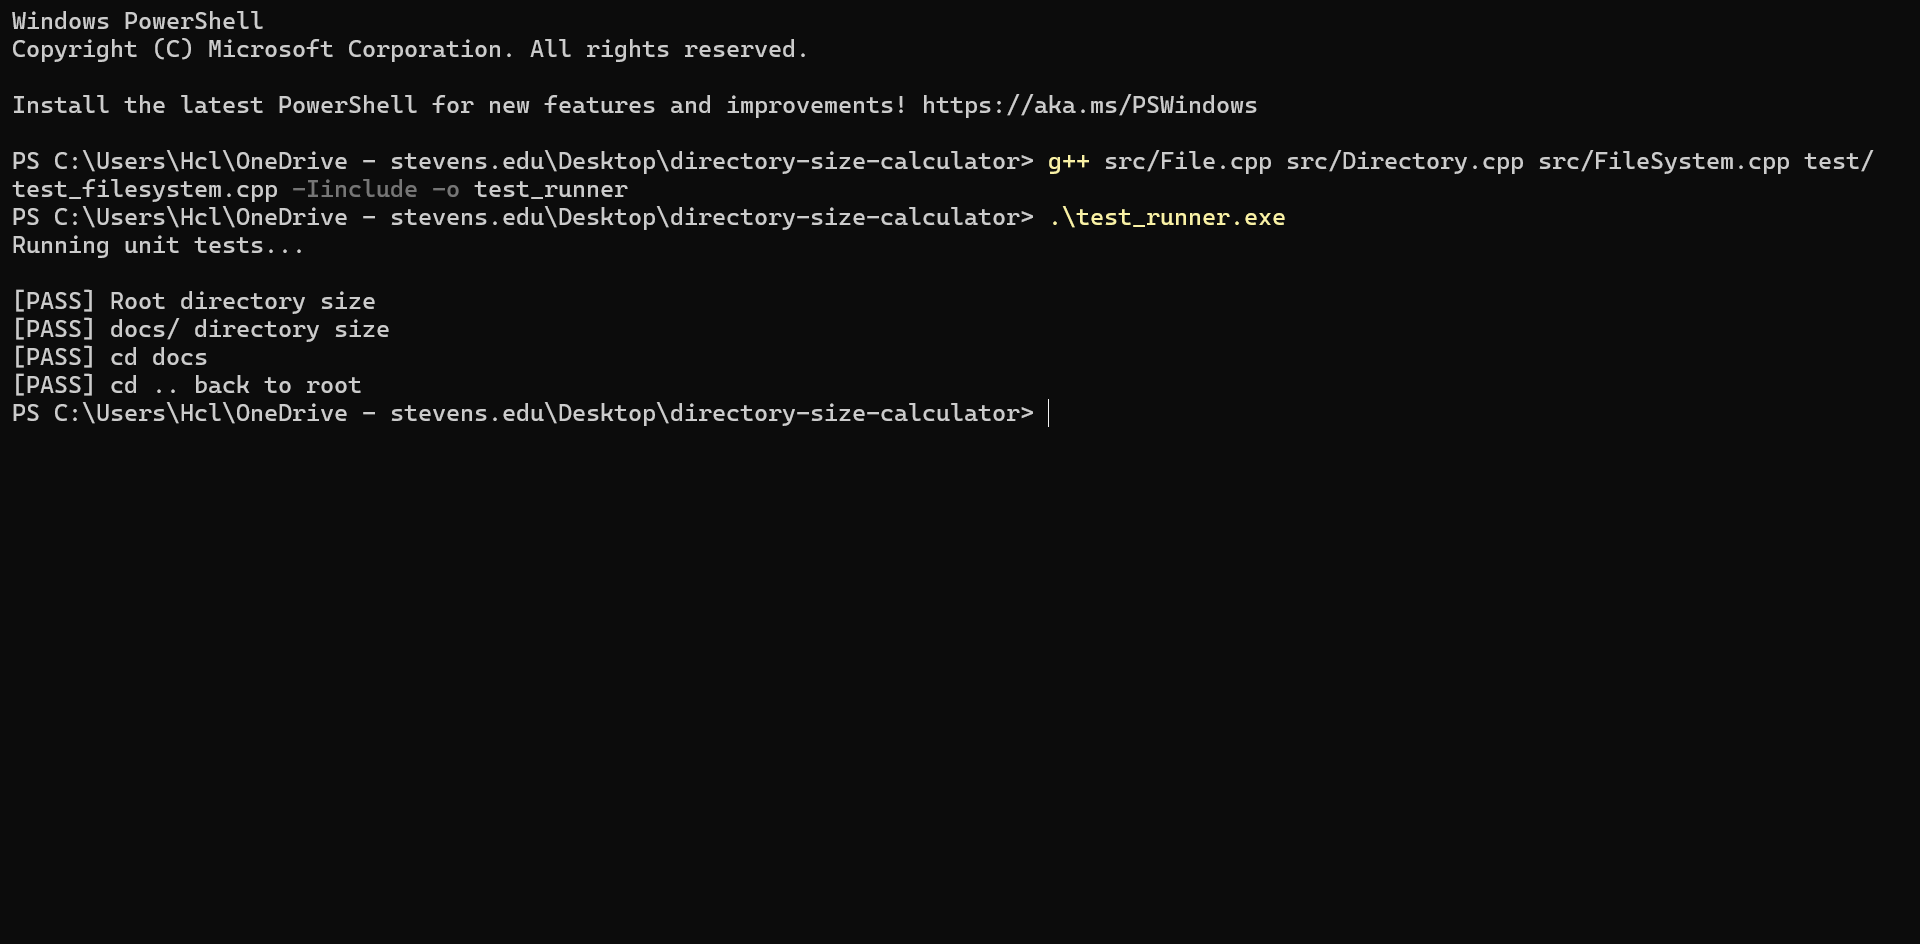 Windows PowerShell
Copyright (C) Microsoft Corporation. All rights reserved.
Install the latest PowerShell for new features and improvements! https://aka.ms/PSWindows
PS C:\Users\Hcl\OneDrive - stevens.edu\Desktop\directory-size-calculator> g++ src/File.cpp src/Directory.cpp src/FileSystem.cpp test/
test_filesystem.cpp -Iinclude -o test_runner
PS C:\Users\Hcl\OneDrive - stevens.edu\Desktop\directory-size-calculator> .\test_runner.exe
Running unit tests...
[PASS] Root directory size
[PASS] docs/ directory size
[PASS] cd docs
[PASS] cd .. back to root
PS C:\Users\Hcl\OneDrive - stevens.edu\Desktop\directory-size-calculator>